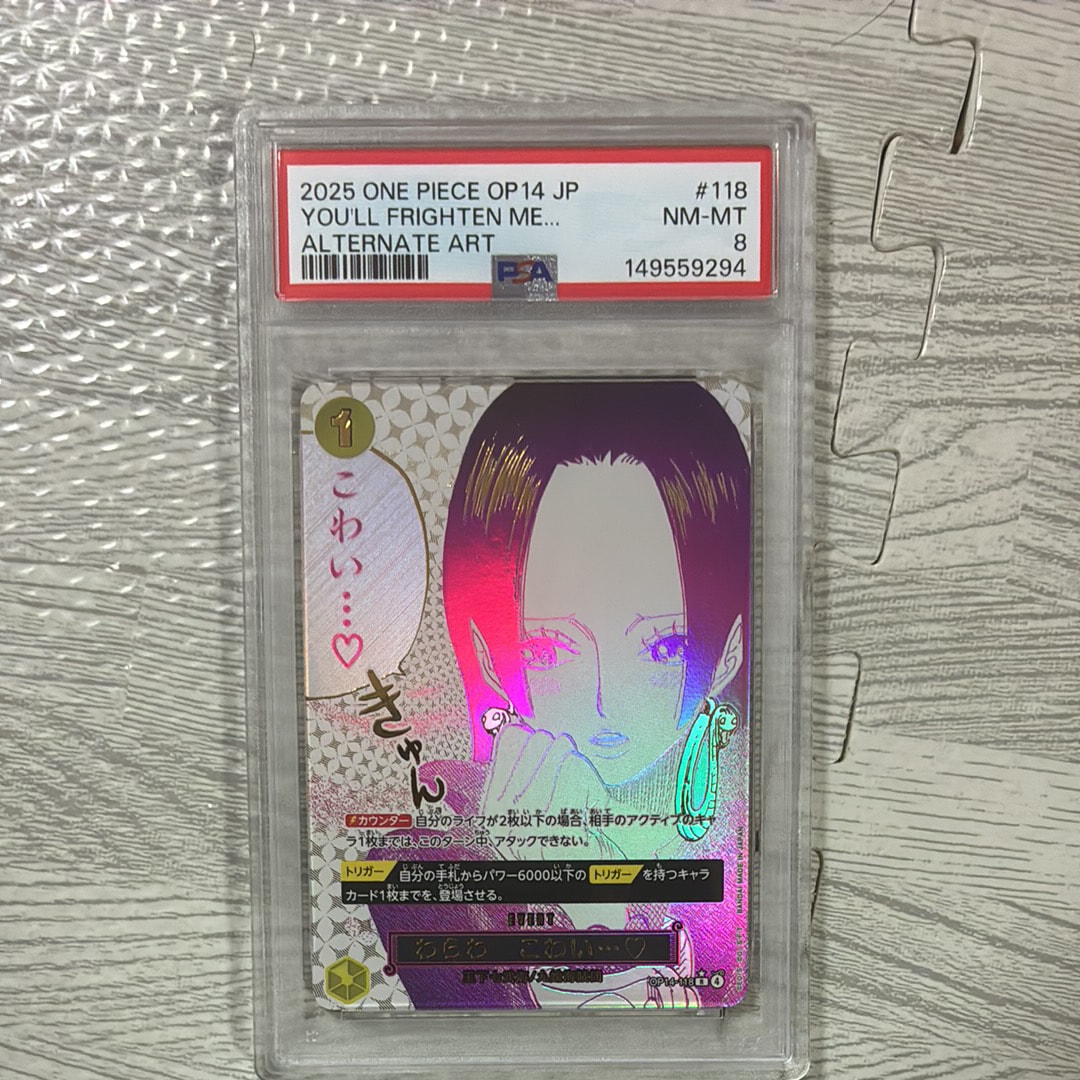 2025 ONE PIECE OP14 JP #118
YOU'LL FRIGHTEN ME... NM-MT
ALTERNATE ART 8
PSA 149559294
1
こわい…♡
きゅん
カウンター 自分のライフが2枚以下の場合、相手のアクティブのキャ
ラ1枚までは、このターン中、アタックできない。
トリガー 自分の手札からパワー6000以下の トリガー を持つキャラ
カード1枚までを、登場させる。
EVENT
わらわ こわい…♡
OP14-118 R 4
BANDAI MADE IN JAPAN